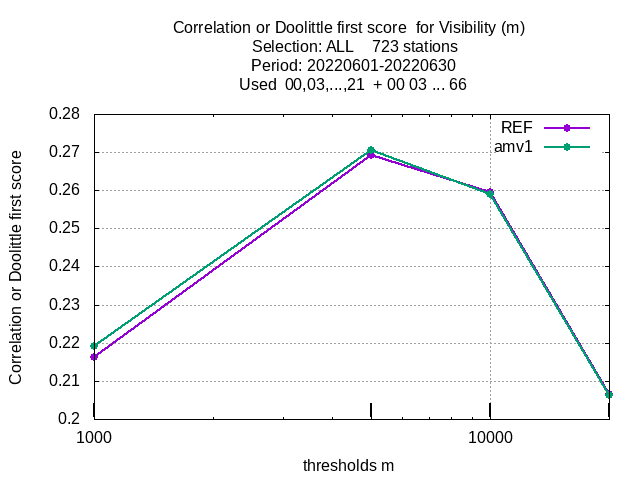 Correlation or Doolittle first score  for Visibility (m)
Selection: ALL    723 stations
Period: 20220601-20220630
Used  00,03,...,21  + 00 03 ... 66
REF
amv1
Correlation or Doolittle first score
0.28
0.27
0.26
0.25
0.24
0.23
0.22
0.21
0.2
1000
10000
thresholds m